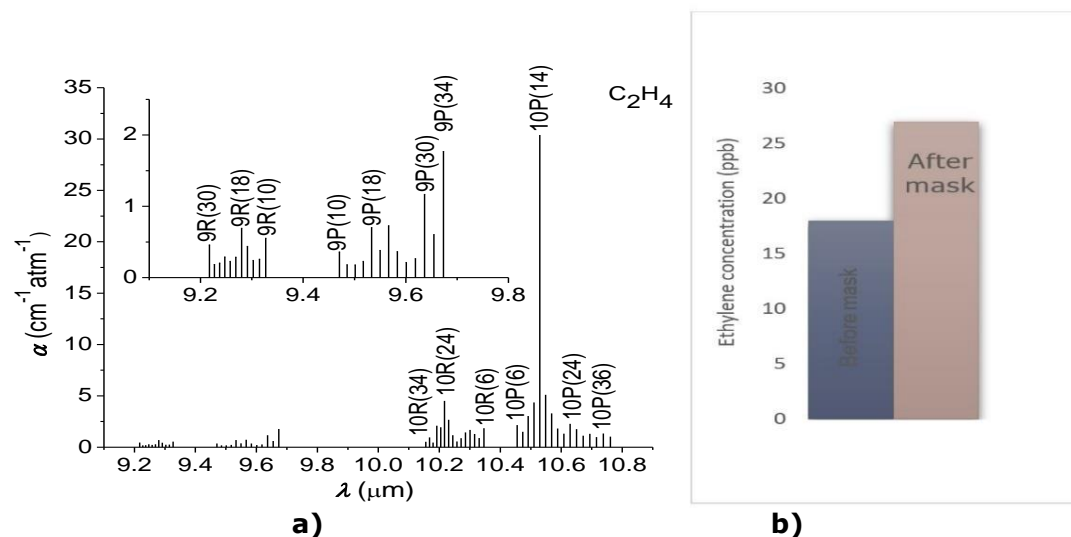 C₂H₄
35
30
25
20
15
10
5
0
α (cm⁻¹atm⁻¹)
2
1
0
9R(30)
9R(18)
9R(10)
9P(10)
9P(18)
9P(30)
9P(34)
9.2 9.4 9.6 9.8
10R(34)
10R(24)
10R(6)
10P(6)
10P(14)
10P(24)
10P(36)
9.2 9.4 9.6 9.8 10.0 10.2 10.4 10.6 10.8
λ (μm)
a)
Ethylene concentration (ppb)
30
25
20
15
10
5
0
Before mask
After
mask
b)